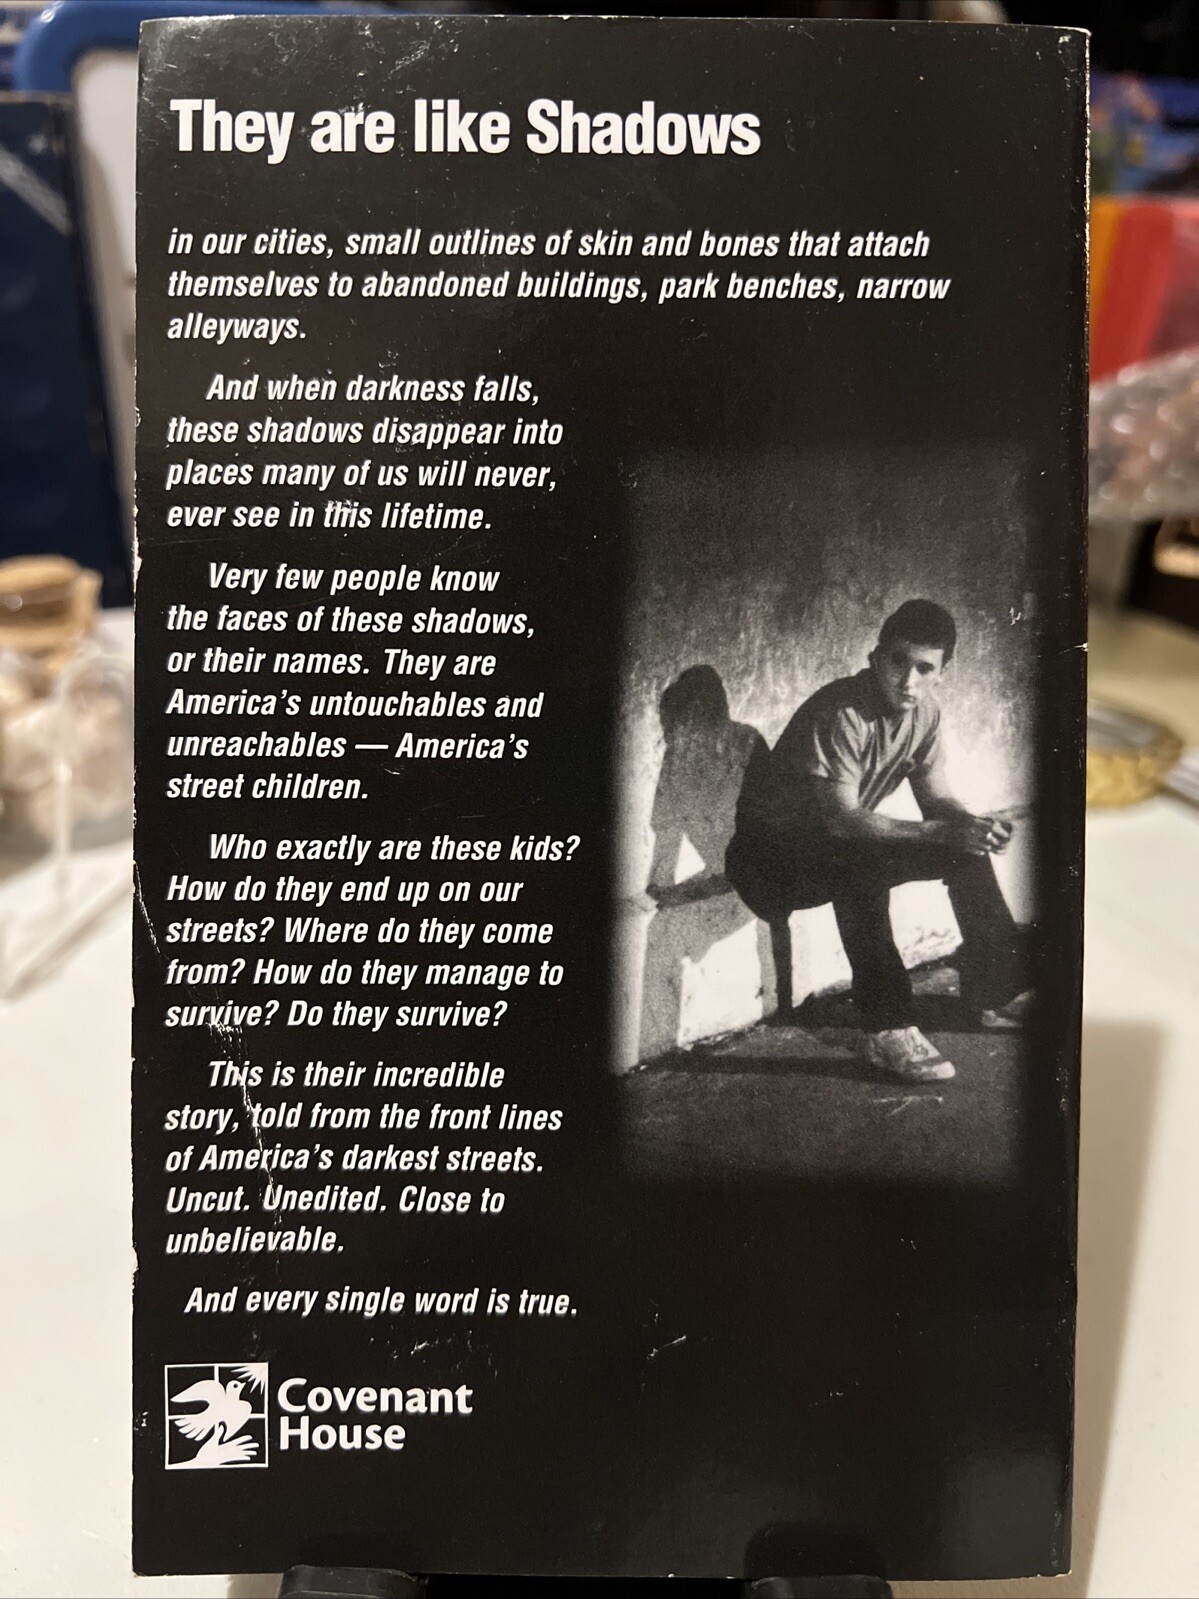 They are like Shadows
in our cities, small outlines of skin and bones that attach
themselves to abandoned buildings, park benches, narrow
alleyways.
And when darkness falls,
these shadows disappear into
places many of us will never,
ever see in this lifetime.
Very few people know
the faces of these shadows,
or their names. They are
America's untouchables and
unreachables — America's
street children.
Who exactly are these kids?
How do they end up on our
streets? Where do they come
from? How do they manage to
survive? Do they survive?
This is their incredible
story, told from the front lines
of America's darkest streets.
Uncut. Unedited. Close to
unbelievable.
And every single word is true.
Covenant
House